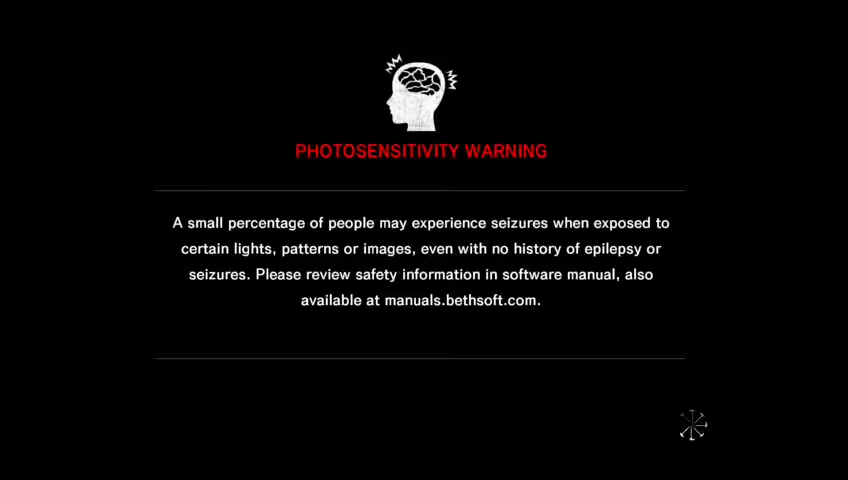 PHOTOSENSITIVITY WARNING
A small percentage of people may experience seizures when exposed to
certain lights, patterns or images, even with no history of epilepsy or
seizures. Please review safety information in software manual, also
available at manuals.bethsoft.com.